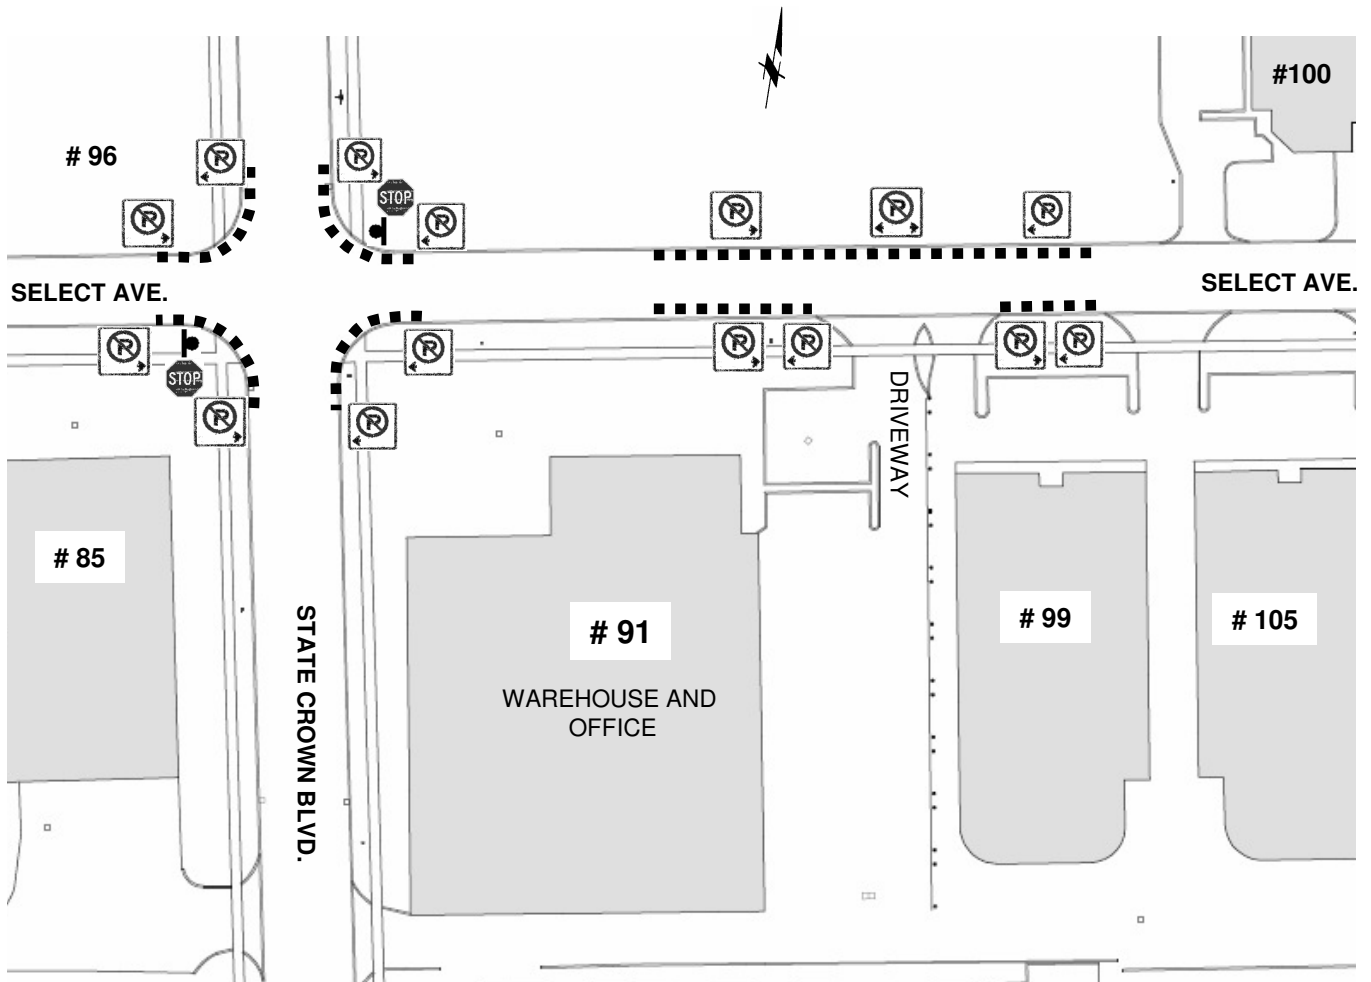 #100
# 96
STOP
SELECT AVE.
SELECT AVE.
STOP
DRIVEWAY
# 85
# 91
# 99
# 105
STATE CROWN BLVD.
WAREHOUSE AND
OFFICE